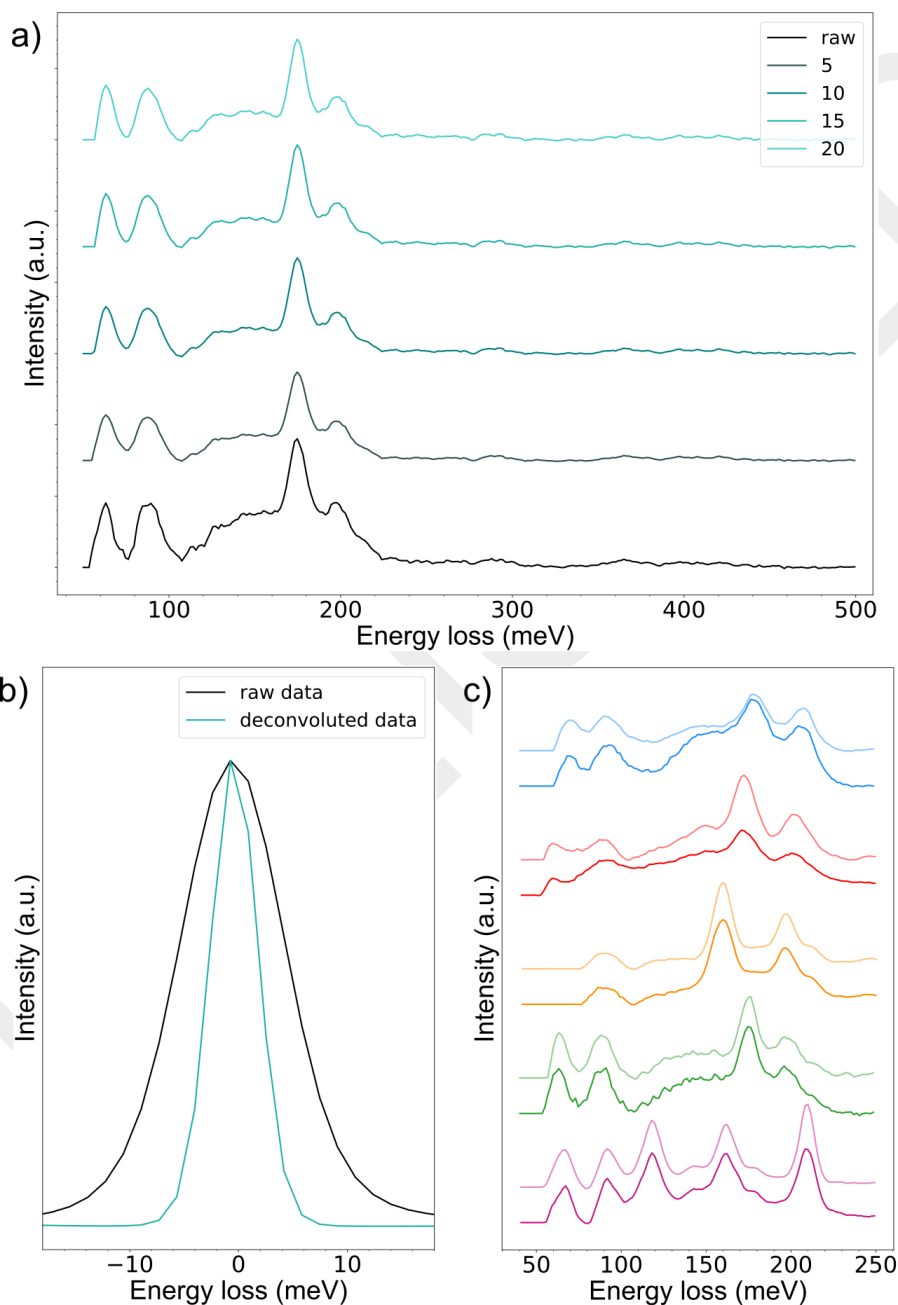 a)
raw
5
10
15
20
Intensity (a.u.)
100 200 300 400 500
Energy loss (meV)
b)
raw data
deconvoluted data
Intensity (a.u.)
−10 0 10
Energy loss (meV)
c)
Intensity (a.u.)
50 100 150 200 250
Energy loss (meV)